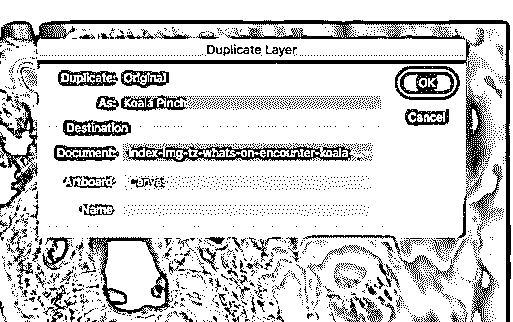 Duplicate Layer
Duplicate: Original
OK
As: Koala Pinch
Cancel
Destination
Document: index-img-tz-whats-on-encounter-koala...
Artboard: Canvas
Name: